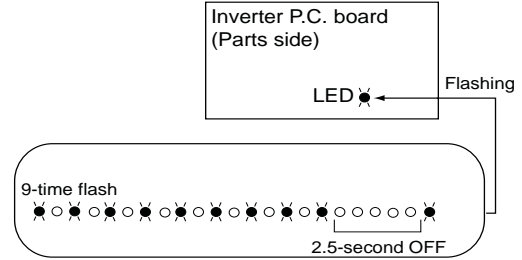 Inverter P.C. board
(Parts side)
LED
Flashing
9-time flash
2.5-second OFF